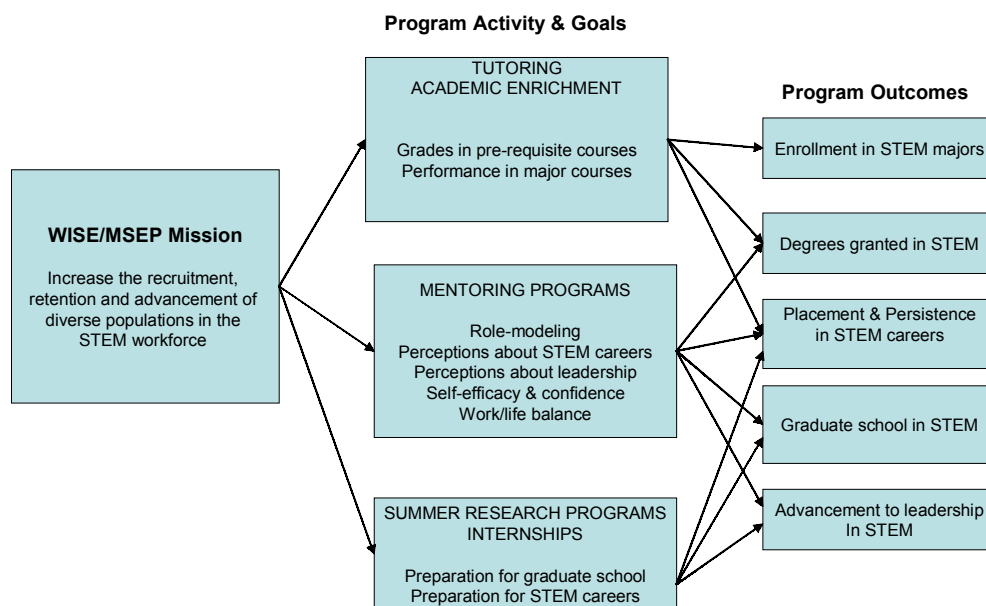 Program Activity & Goals
TUTORING
ACADEMIC ENRICHMENT
Grades in pre-requisite courses
Performance in major courses
Program Outcomes
Enrollment in STEM majors
WISE/MSEP Mission
Increase the recruitment,
retention and advancement of
diverse populations in the
STEM workforce
Degrees granted in STEM
MENTORING PROGRAMS
Role-modeling
Perceptions about STEM careers
Perceptions about leadership
Self-efficacy & confidence
Work/life balance
Placement & Persistence
in STEM careers
Graduate school in STEM
SUMMER RESEARCH PROGRAMS
INTERNSHIPS
Preparation for graduate school
Preparation for STEM careers
Advancement to leadership
In STEM